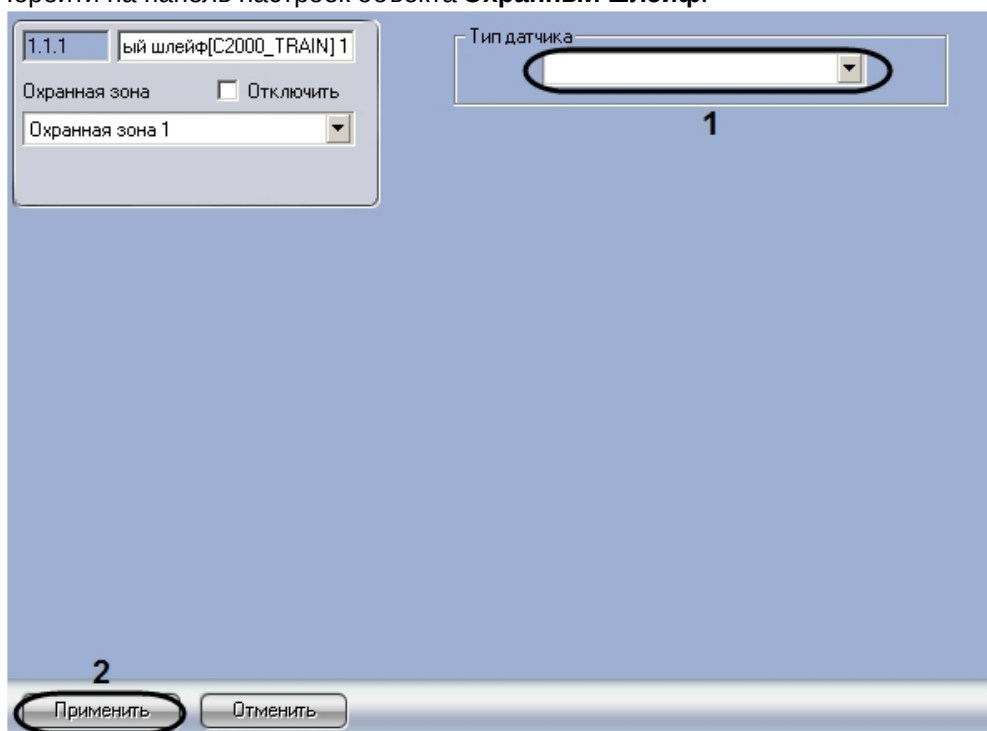 на панель настроек объекта Охранный шлейф.
1.1.1 ый шлейф[C2000_TRAIN] 1
Тип датчика
Охранная зона Отключить
Охранная зона 1
1
2
Применить Отменить